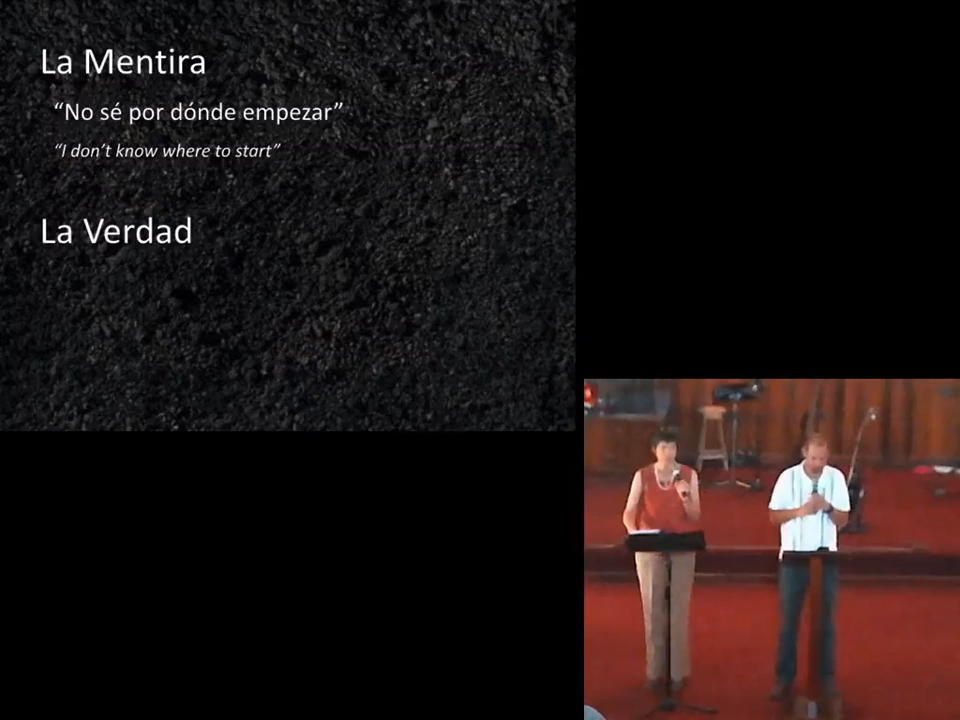 La Mentira
“No sé por dónde empezar”
“I don’t know where to start”
La Verdad